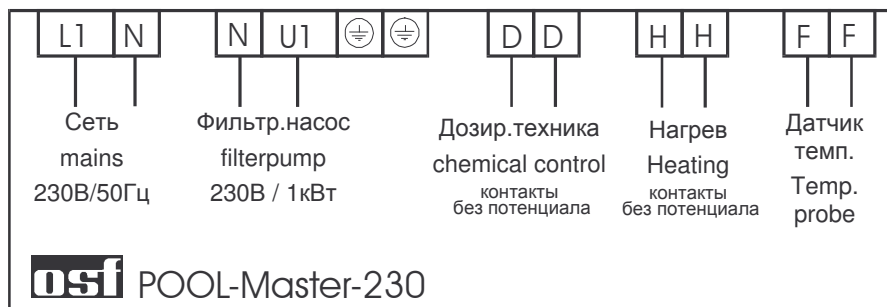 L1 N N U1 D D H H F F
Сеть
mains
230В/50Гц
Фильтр.насос
filterpump
230В / 1кВт
Дозир.техника
chemical control
контакты
без потенциала
Нагрев
Heating
контакты
без потенциала
Датчик
темп.
Temp.
probe
osf POOL-Master-230